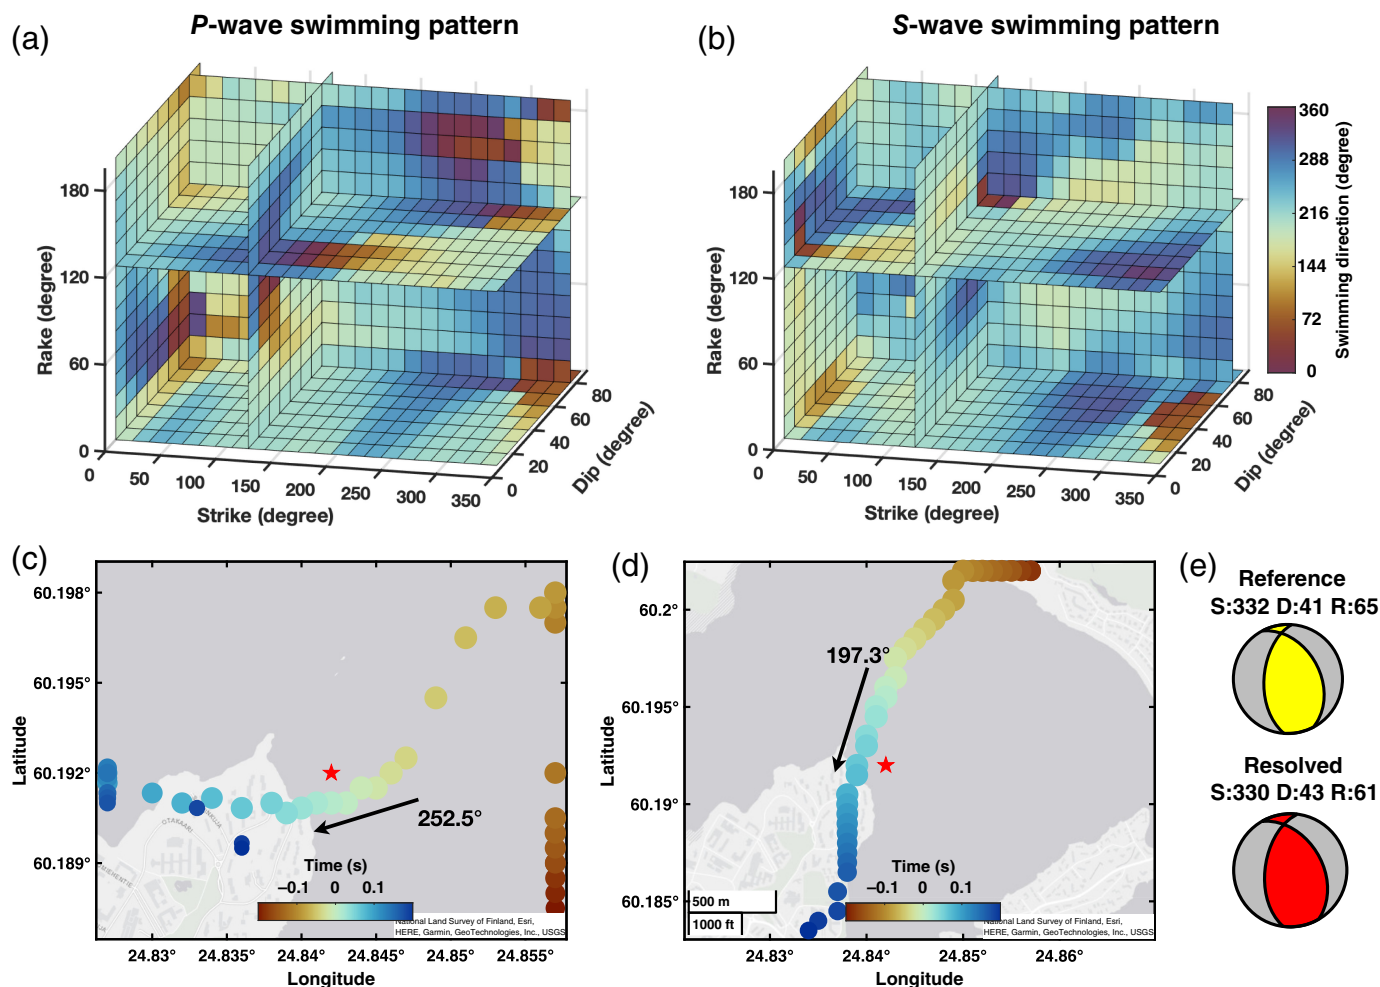 (a)
P-wave swimming pattern
(b)
S-wave swimming pattern
Rake (degree)
180
120
60
0
0
50
100
150
200
250
300
350
Strike (degree)
0
20
40
60
80
Dip (degree)
Rake (degree)
180
120
60
0
0
50
100
150
200
250
300
350
Strike (degree)
0
20
40
60
80
Dip (degree)
360
288
216
144
72
0
Swimming direction (degree)
(c)
60.198°
60.195°
60.192°
60.189°
Latitude
252.5°
OTAKAARI
Time (s)
−0.1 0 0.1
National Land Survey of Finland, Esri,
HERE, Garmin, GeoTechnologies, Inc., USGS
24.83° 24.835° 24.84° 24.845° 24.85° 24.855°
Longitude
(d)
60.2°
60.195°
60.19°
60.185°
Latitude
197.3°
Time (s)
−0.1 0 0.1
500 m
1000 ft
National Land Survey of Finland, Esri,
HERE, Garmin, GeoTechnologies, Inc., USGS
24.83° 24.84° 24.85° 24.86°
Longitude
(e)
Reference
S:332 D:41 R:65
Resolved
S:330 D:43 R:61